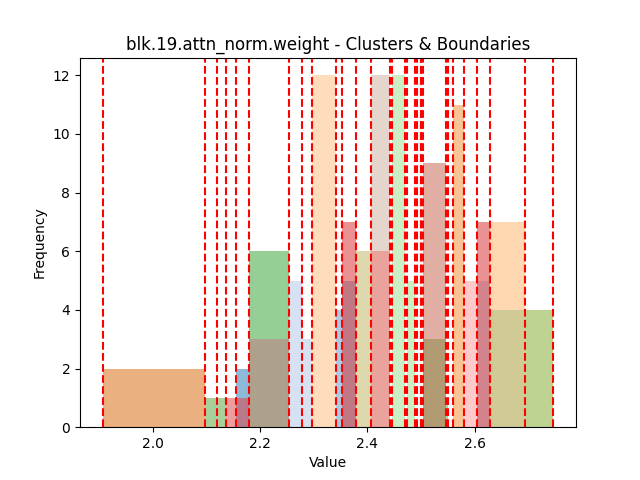 blk.19.attn_norm.weight - Clusters & Boundaries
12
10
8
6
4
2
0
Frequency
2.0 2.2 2.4 2.6
Value